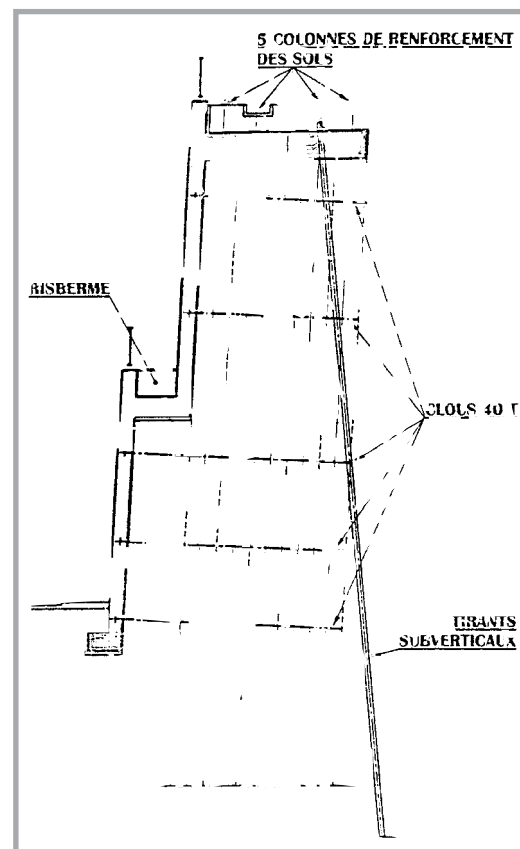 5 COLONNES DE RENFORCEMENT
DES SOLS
RISBERME
CLOUS 40 T
TIRANTS
SUBVERTICAUX